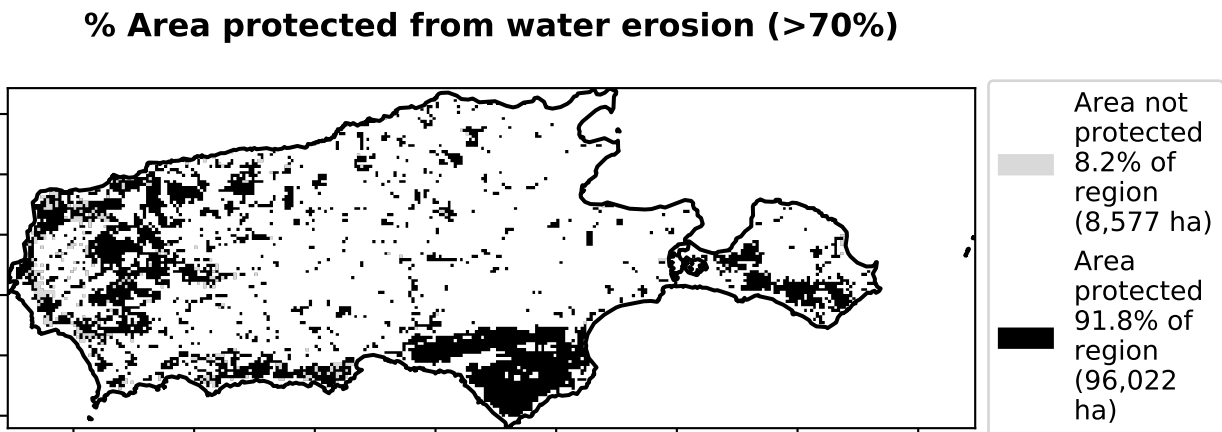 % Area protected from water erosion (>70%)
Area not
protected
8.2% of
region
(8,577 ha)
Area
protected
91.8% of
region
(96,022
ha)